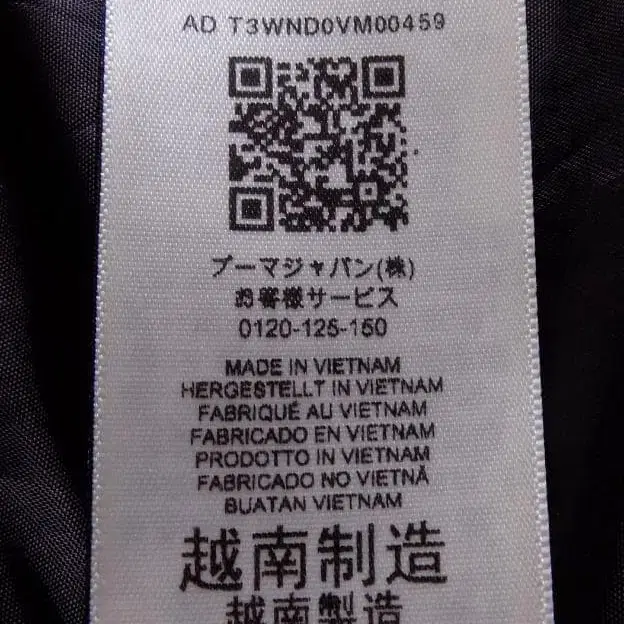 AD T3WND0VM00459
プーマジャパン(株)
お客様サービス
0120-125-150
MADE IN VIETNAM
HERGESTELLT IN VIETNAM
FABRIQUÉ AU VIETNAM
FABRICADO EN VIETNAM
PRODOTTO IN VIETNAM
FABRICADO NO VIETNÃ
BUATAN VIETNAM
越南制造
越南製造